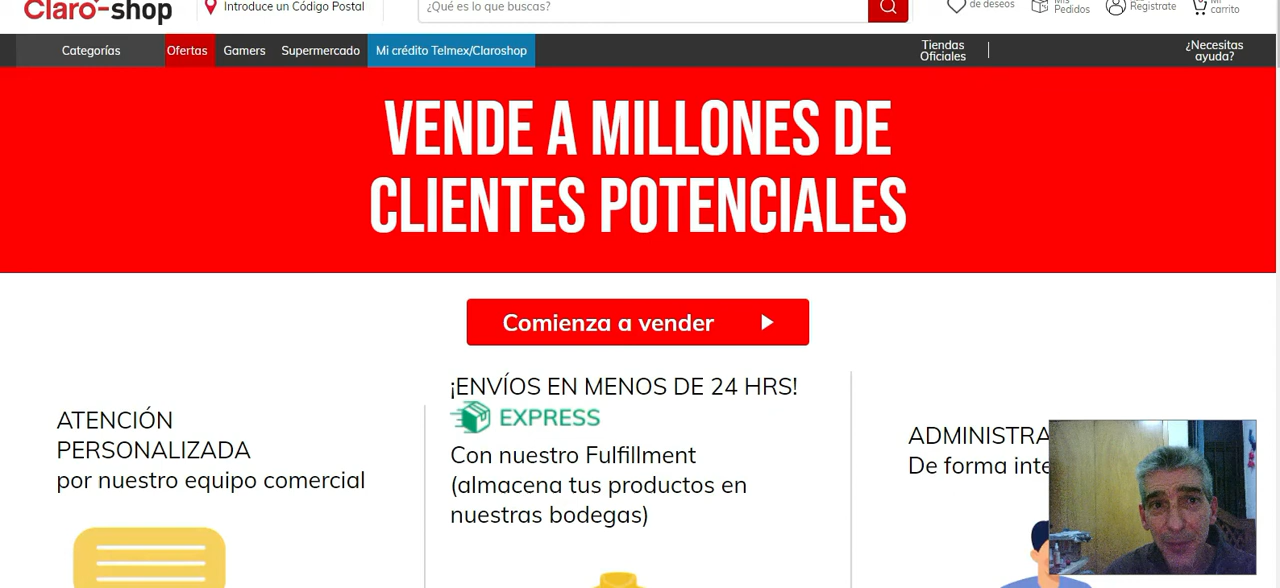 Claro-shop
Introduce un Código Postal
¿Qué es lo que buscas?
de deseos
Mis
Pedidos
Registrate
Mi
carrito
Categorías
Ofertas
Gamers
Supermercado
Mi crédito Telmex/Claroshop
Tiendas
Oficiales
¿Necesitas
ayuda?
VENDE A MILLONES DE
CLIENTES POTENCIALES
Comienza a vender
ATENCIÓN
PERSONALIZADA
por nuestro equipo comercial
¡ENVÍOS EN MENOS DE 24 HRS!
EXPRESS
Con nuestro Fulfillment
(almacena tus productos en
nuestras bodegas)
ADMINISTRA
De forma inte